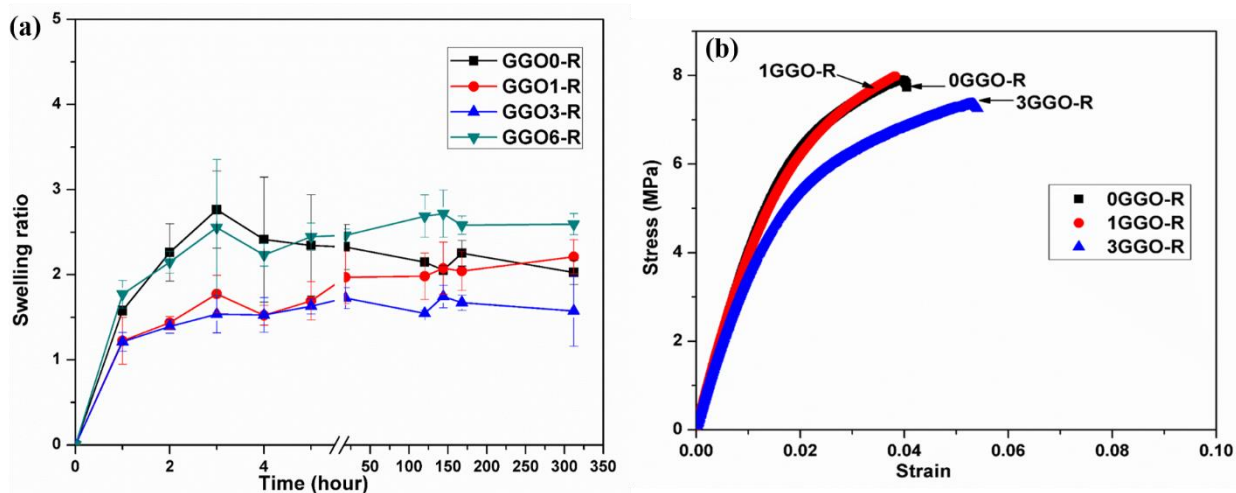 (a)
5
4
3
2
1
0
Swelling ratio
GGO0-R
GGO1-R
GGO3-R
GGO6-R
0 2 4 50 100 150 200 250 300 350
Time (hour)
(b)
10
8
6
4
2
0
Stress (MPa)
1GGO-R
0GGO-R
3GGO-R
0GGO-R
1GGO-R
3GGO-R
0.00 0.02 0.04 0.06 0.08 0.10
Strain